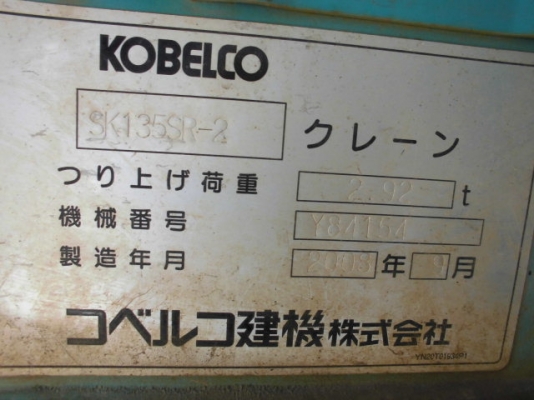 KOBELCO
SK135SR-2 クレーン
つり上げ荷重 2.92 t
機械番号
製造年月 年 月
コベルコ建機株式会社